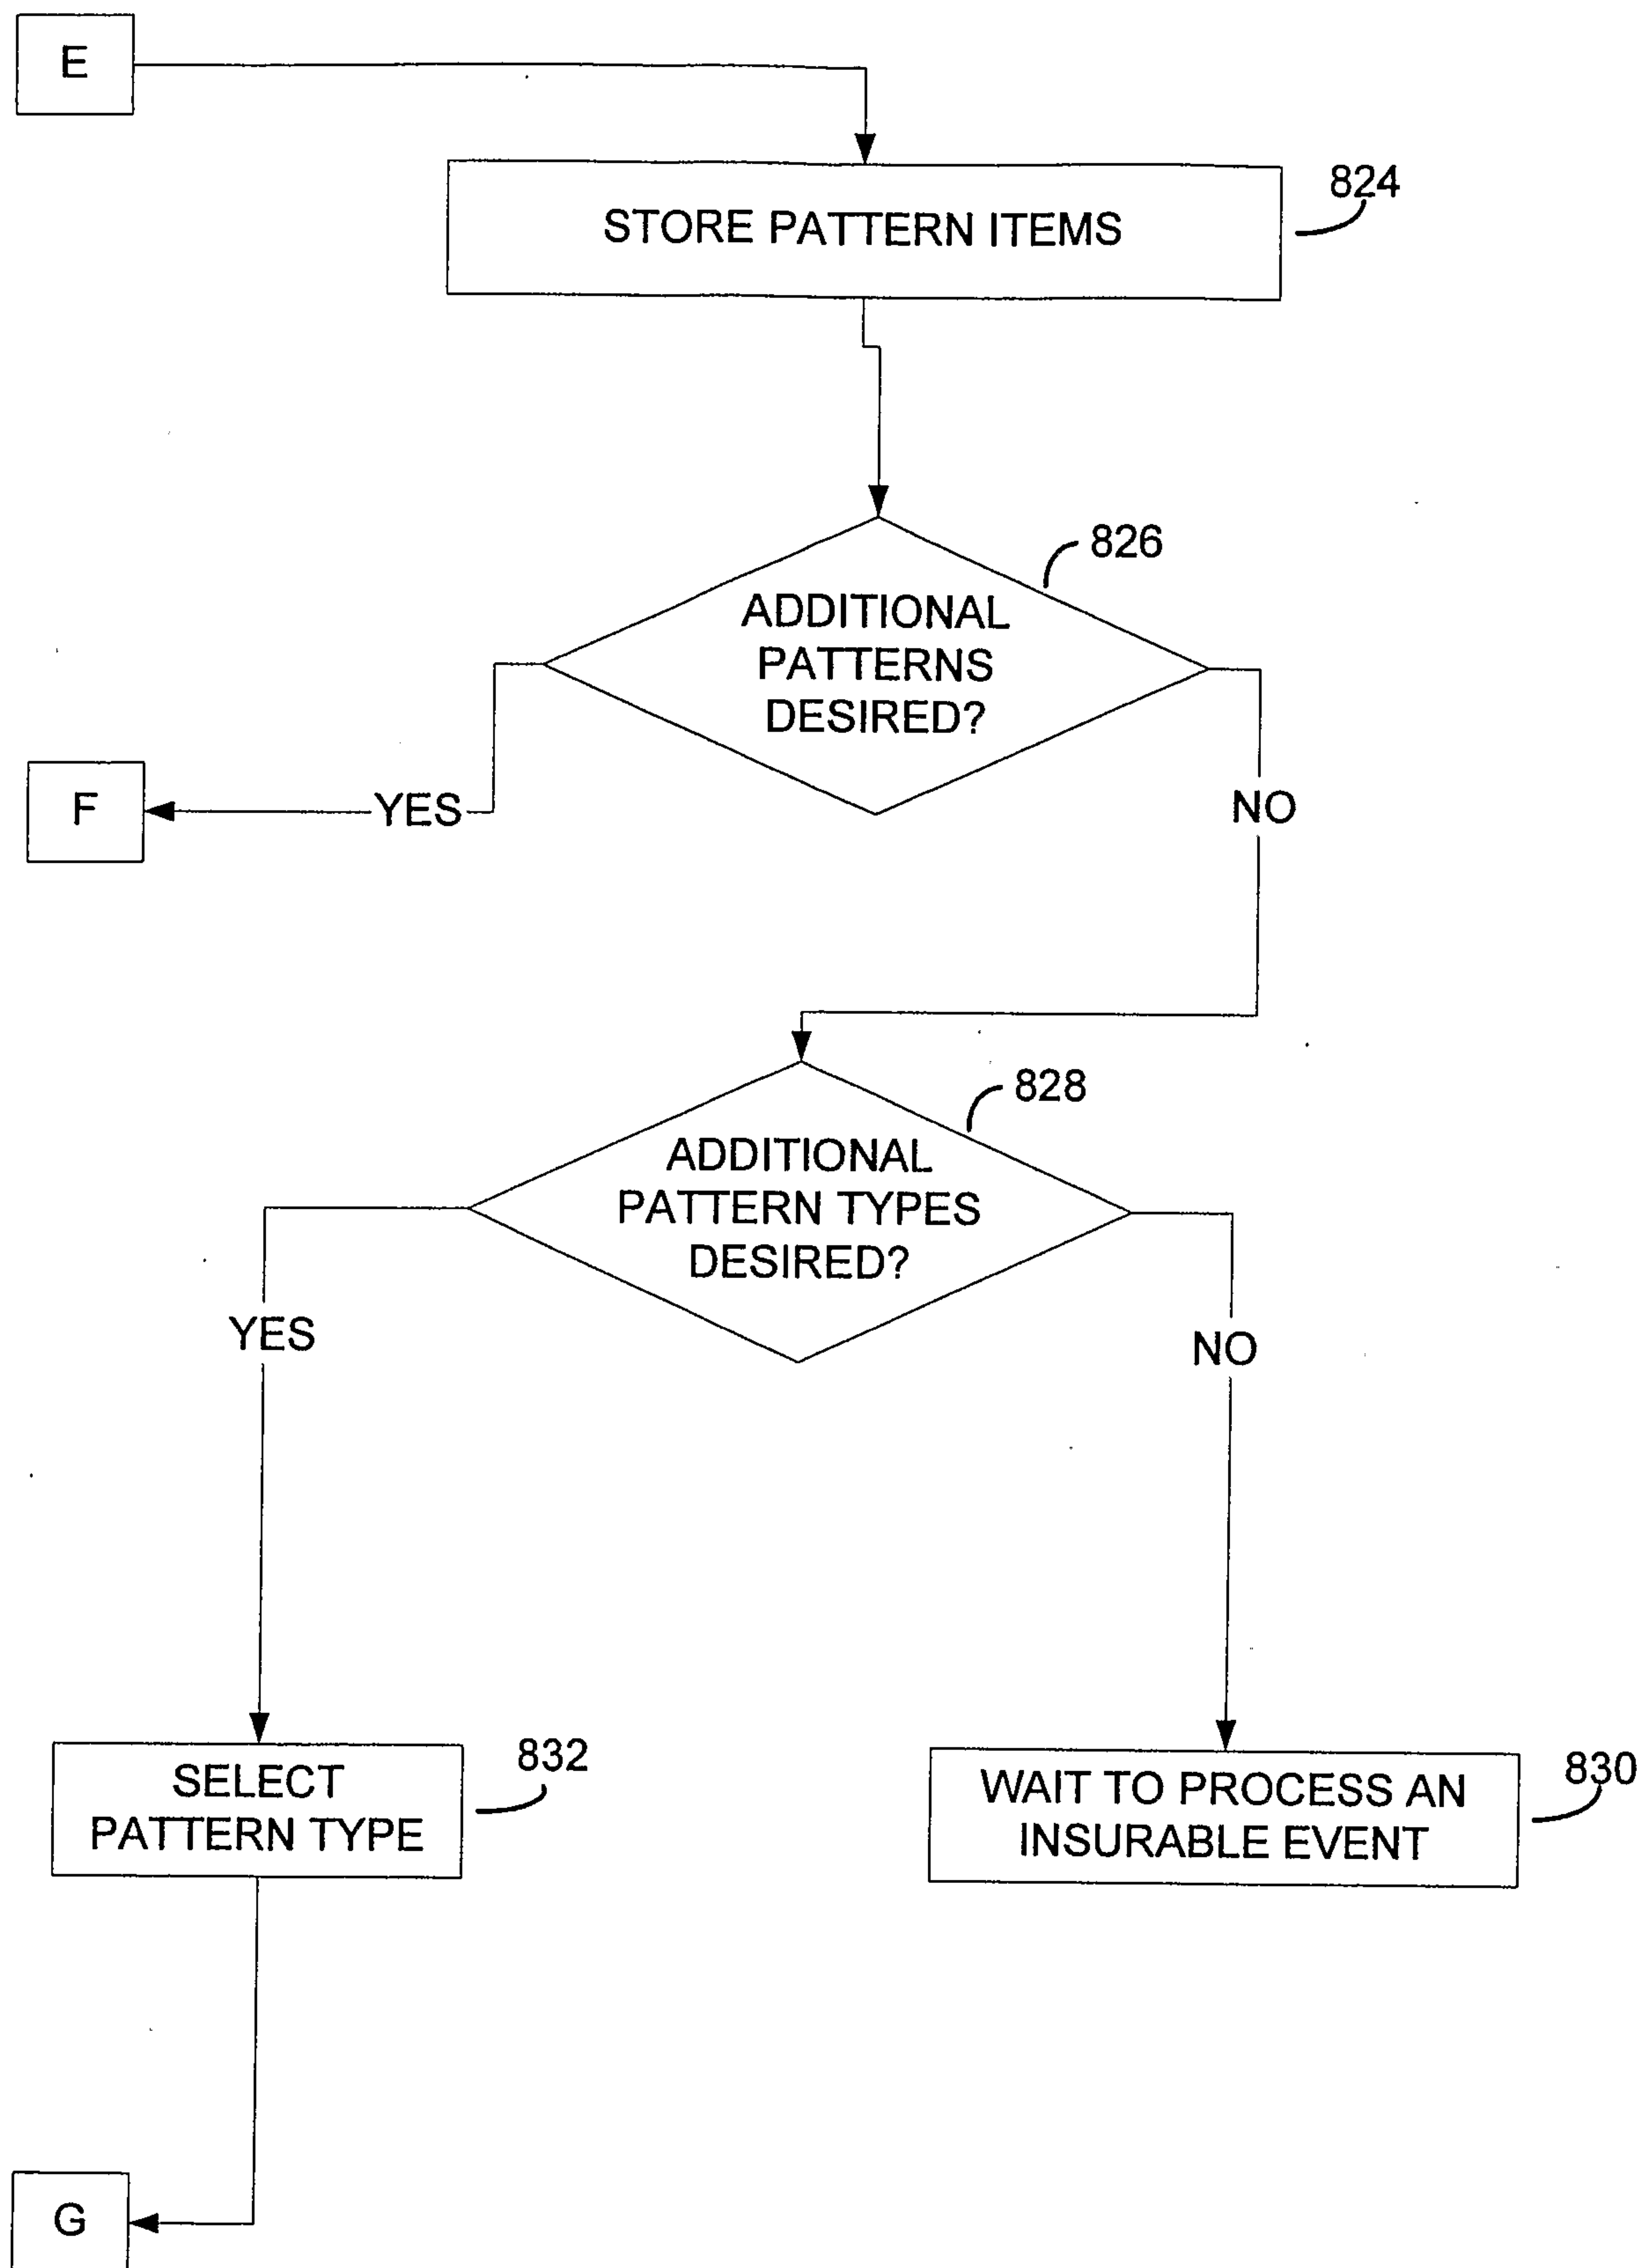 E
824
STORE PATTERN ITEMS
826
ADDITIONAL
PATTERNS
DESIRED?
F
YES
NO
828
ADDITIONAL
PATTERN TYPES
DESIRED?
YES
NO
832
SELECT
PATTERN TYPE
830
WAIT TO PROCESS AN
INSURABLE EVENT
G